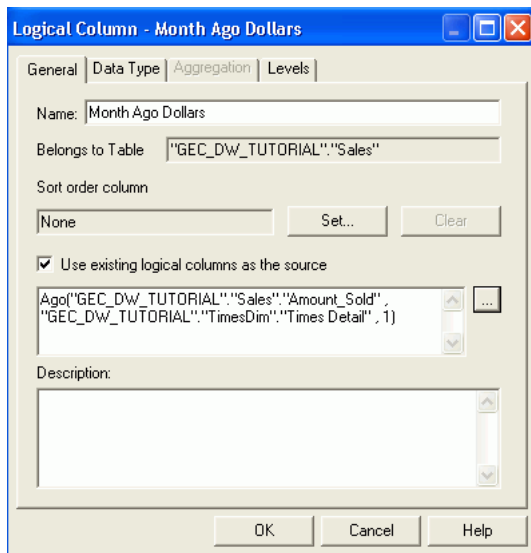 Logical Column - Month Ago Dollars
General Data Type Aggregation Levels
Name: Month Ago Dollars
Belongs to Table "GEC_DW_TUTORIAL"."Sales"
Sort order column
None Set... Clear
Use existing logical columns as the source
Ago("GEC_DW_TUTORIAL"."Sales"."Amount_Sold" ,
"GEC_DW_TUTORIAL"."TimesDim"."Times Detail" , 1)
...
Description:
OK Cancel Help